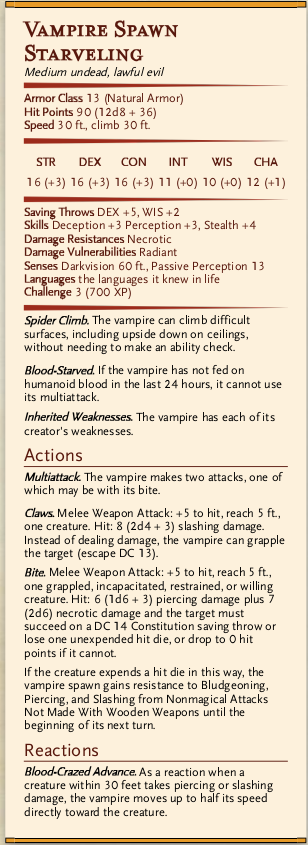 Vampire Spawn
Starveling
Medium undead, lawful evil
Armor Class 13 (Natural Armor)
Hit Points 90 (12d8 + 36)
Speed 30 ft., climb 30 ft.
STR DEX CON INT WIS CHA
16 (+3) 16 (+3) 16 (+3) 11 (+0) 10 (+0) 12 (+1)
Saving Throws DEX +5, WIS +2
Skills Deception +3 Perception +3, Stealth +4
Damage Resistances Necrotic
Damage Vulnerabilities Radiant
Senses Darkvision 60 ft., Passive Perception 13
Languages the languages it knew in life
Challenge 3 (700 XP)
Spider Climb. The vampire can climb difficult
surfaces, including upside down on ceilings,
without needing to make an ability check.
Blood-Starved. If the vampire has not fed on
humanoid blood in the last 24 hours, it cannot use
its multiattack.
Inherited Weaknesses. The vampire has each of its
creator's weaknesses.
Actions
Multiattack. The vampire makes two attacks, one of
which may be with its bite.
Claws. Melee Weapon Attack: +5 to hit, reach 5 ft.,
one creature. Hit: 8 (2d4 + 3) slashing damage.
Instead of dealing damage, the vampire can grapple
the target (escape DC 13).
Bite. Melee Weapon Attack: +5 to hit, reach 5 ft.,
one grappled, incapacitated, restrained, or willing
creature. Hit: 6 (1d6 + 3) piercing damage plus 7
(2d6) necrotic damage and the target must
succeed on a DC 14 Constitution saving throw or
lose one unexpended hit die, or drop to 0 hit
points if it cannot.
If the creature expends a hit die in this way, the
vampire spawn gains resistance to Bludgeoning,
Piercing, and Slashing from Nonmagical Attacks
Not Made With Wooden Weapons until the
beginning of its next turn.
Reactions
Blood-Crazed Advance. As a reaction when a
creature within 30 feet takes piercing or slashing
damage, the vampire moves up to half its speed
directly toward the creature.